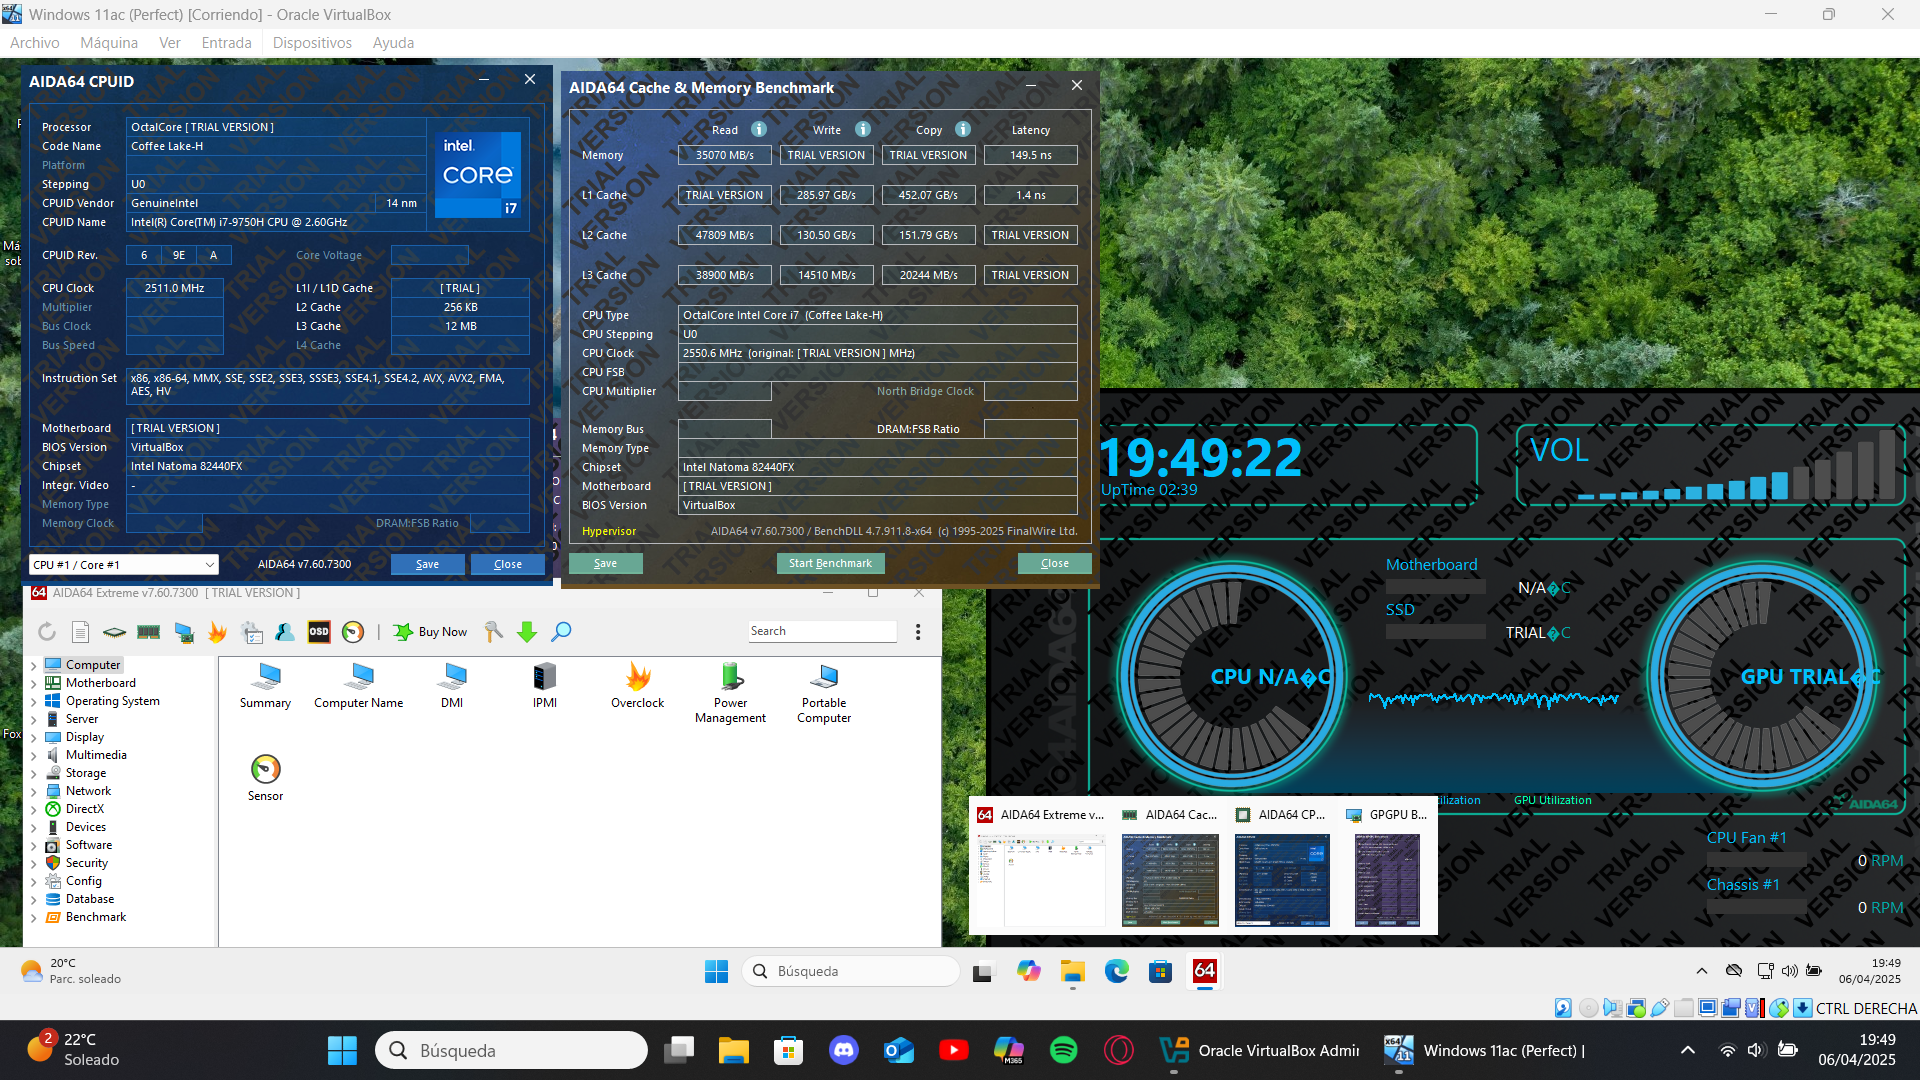 Windows 11ac (Perfect) [Corriendo] - Oracle VirtualBox
Archivo Máquina Ver Entrada Dispositivos Ayuda
AIDA64 CPUID
Processor OctalCore [ TRIAL VERSION ]
Code Name Coffee Lake-H
Platform
Stepping U0
CPUID Vendor GenuineIntel 14 nm
CPUID Name Intel(R) Core(TM) i7-9750H CPU @ 2.60GHz
intel.
CORE
i7
CPUID Rev. 6 9E A Core Voltage
CPU Clock 2511.0 MHz L1I / L1D Cache [ TRIAL ]
Multiplier L2 Cache 256 KB
Bus Clock L3 Cache 12 MB
Bus Speed L4 Cache
Instruction Set x86, x86-64, MMX, SSE, SSE2, SSE3, SSSE3, SSE4.1, SSE4.2, AVX, AVX2, FMA,
AES, HV
Motherboard [ TRIAL VERSION ]
BIOS Version VirtualBox
Chipset Intel Natoma 82440FX
Integr. Video -
Memory Type
Memory Clock DRAM:FSB Ratio
CPU #1 / Core #1 AIDA64 v7.60.7300 Save Close
AIDA64 Cache & Memory Benchmark
Read Write Copy Latency
Memory 35070 MB/s TRIAL VERSION TRIAL VERSION 149.5 ns
L1 Cache TRIAL VERSION 285.97 GB/s 452.07 GB/s 1.4 ns
L2 Cache 47809 MB/s 130.50 GB/s 151.79 GB/s TRIAL VERSION
L3 Cache 38900 MB/s 14510 MB/s 20244 MB/s TRIAL VERSION
CPU Type OctalCore Intel Core i7 (Coffee Lake-H)
CPU Stepping U0
CPU Clock 2550.6 MHz (original: [ TRIAL VERSION ] MHz)
CPU FSB
CPU Multiplier North Bridge Clock
Memory Bus DRAM:FSB Ratio
Memory Type
Chipset Intel Natoma 82440FX
Motherboard [ TRIAL VERSION ]
BIOS Version VirtualBox
Hypervisor AIDA64 v7.60.7300 / BenchDLL 4.7.911.8-x64 (c) 1995-2025 FinalWire Ltd.
Save Start Benchmark Close
19:49:22
UpTime 02:39
VOL
Motherboard
N/A�C
SSD
TRIAL�C
CPU N/A�C
GPU TRIAL�C
GPU Utilization
AIDA64
CPU Fan #1
0 RPM
Chassis #1
0 RPM
64 AIDA64 Extreme v7.60.7300 [ TRIAL VERSION ]
OSD Buy Now Search
Computer
Motherboard
Operating System
Server
Display
Multimedia
Storage
Network
DirectX
Devices
Software
Security
Config
Database
Benchmark
Summary Computer Name DMI IPMI Overclock Power Management Portable Computer
Sensor
64 AIDA64 Extreme v... AIDA64 Cac... AIDA64 CP... GPGPU B...
20°C
Parc. soleado
Búsqueda
64
19:49
06/04/2025
CTRL DERECHA
2
22°C
Soleado
Búsqueda
M365
Oracle VirtualBox Admir
x64
11
Windows 11ac (Perfect) |
19:49
06/04/2025